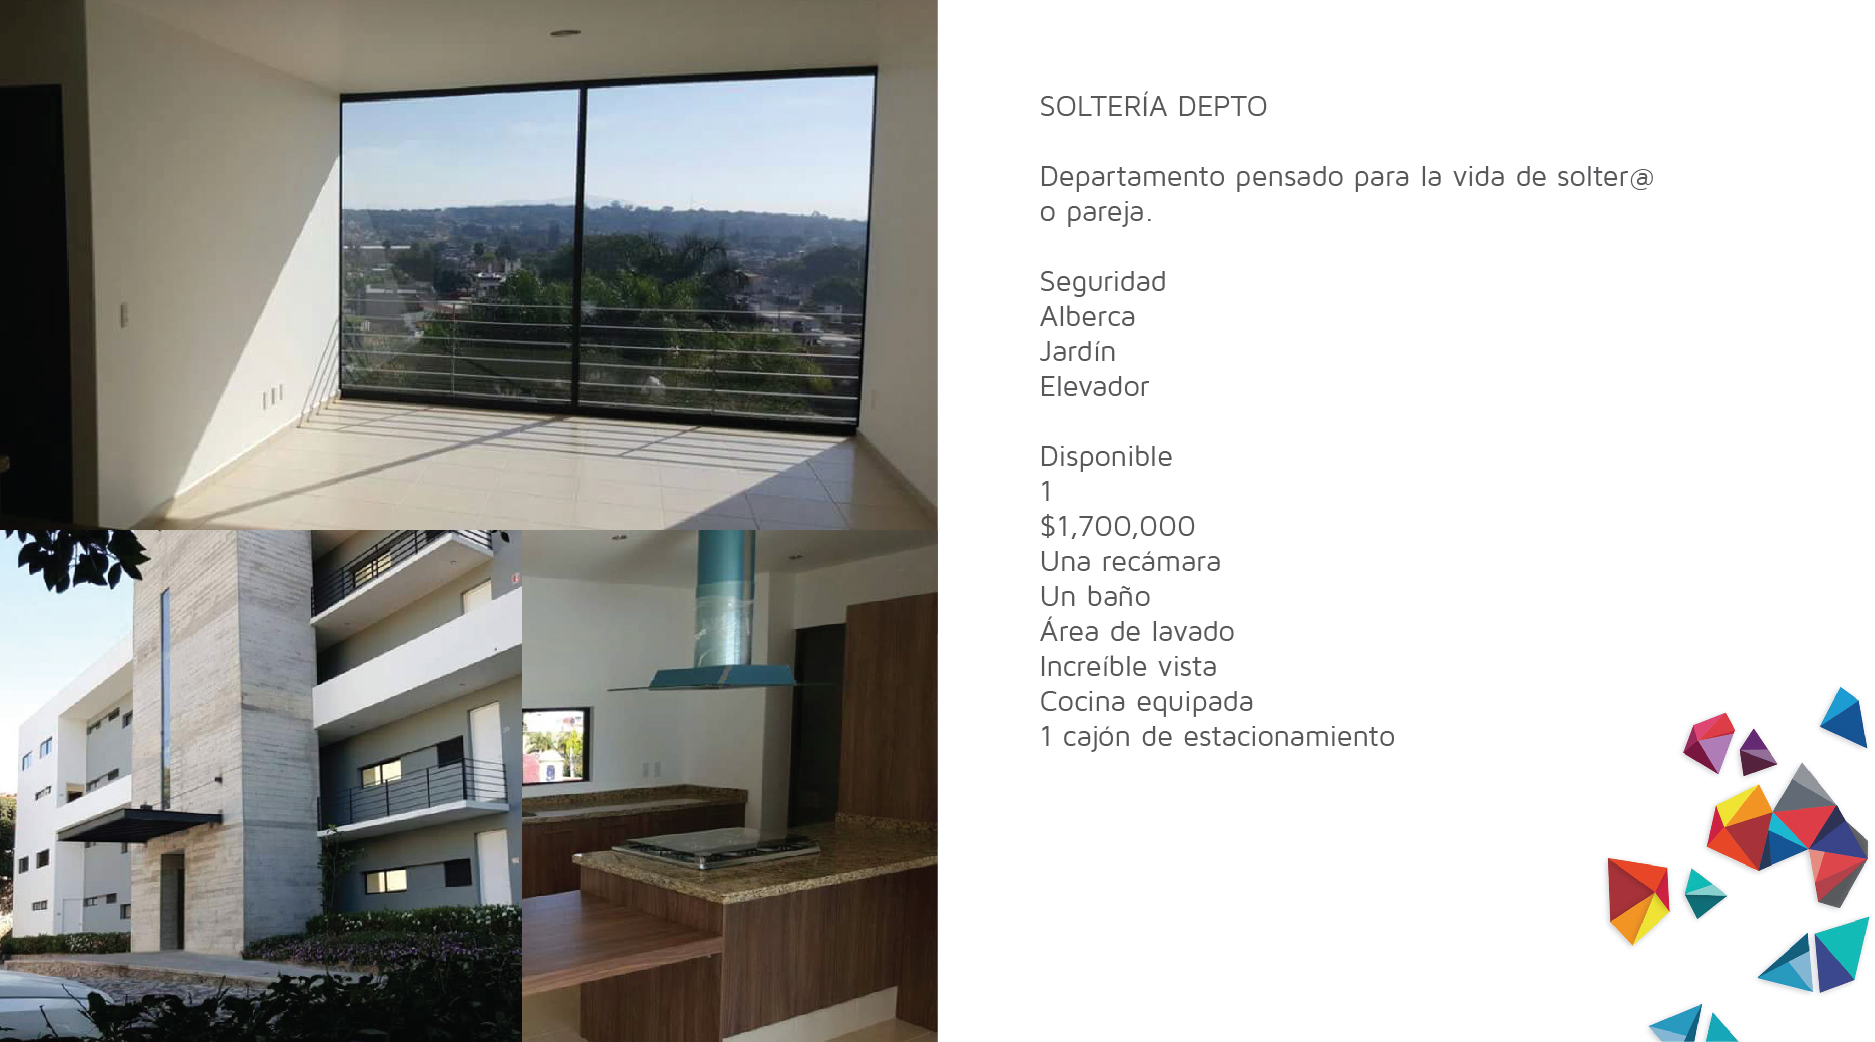 SOLTERÍA DEPTO
Departamento pensado para la vida de solter@
o pareja.
Seguridad
Alberca
Jardín
Elevador
Disponible
1
$1,700,000
Una recámara
Un baño
Área de lavado
Increíble vista
Cocina equipada
1 cajón de estacionamiento